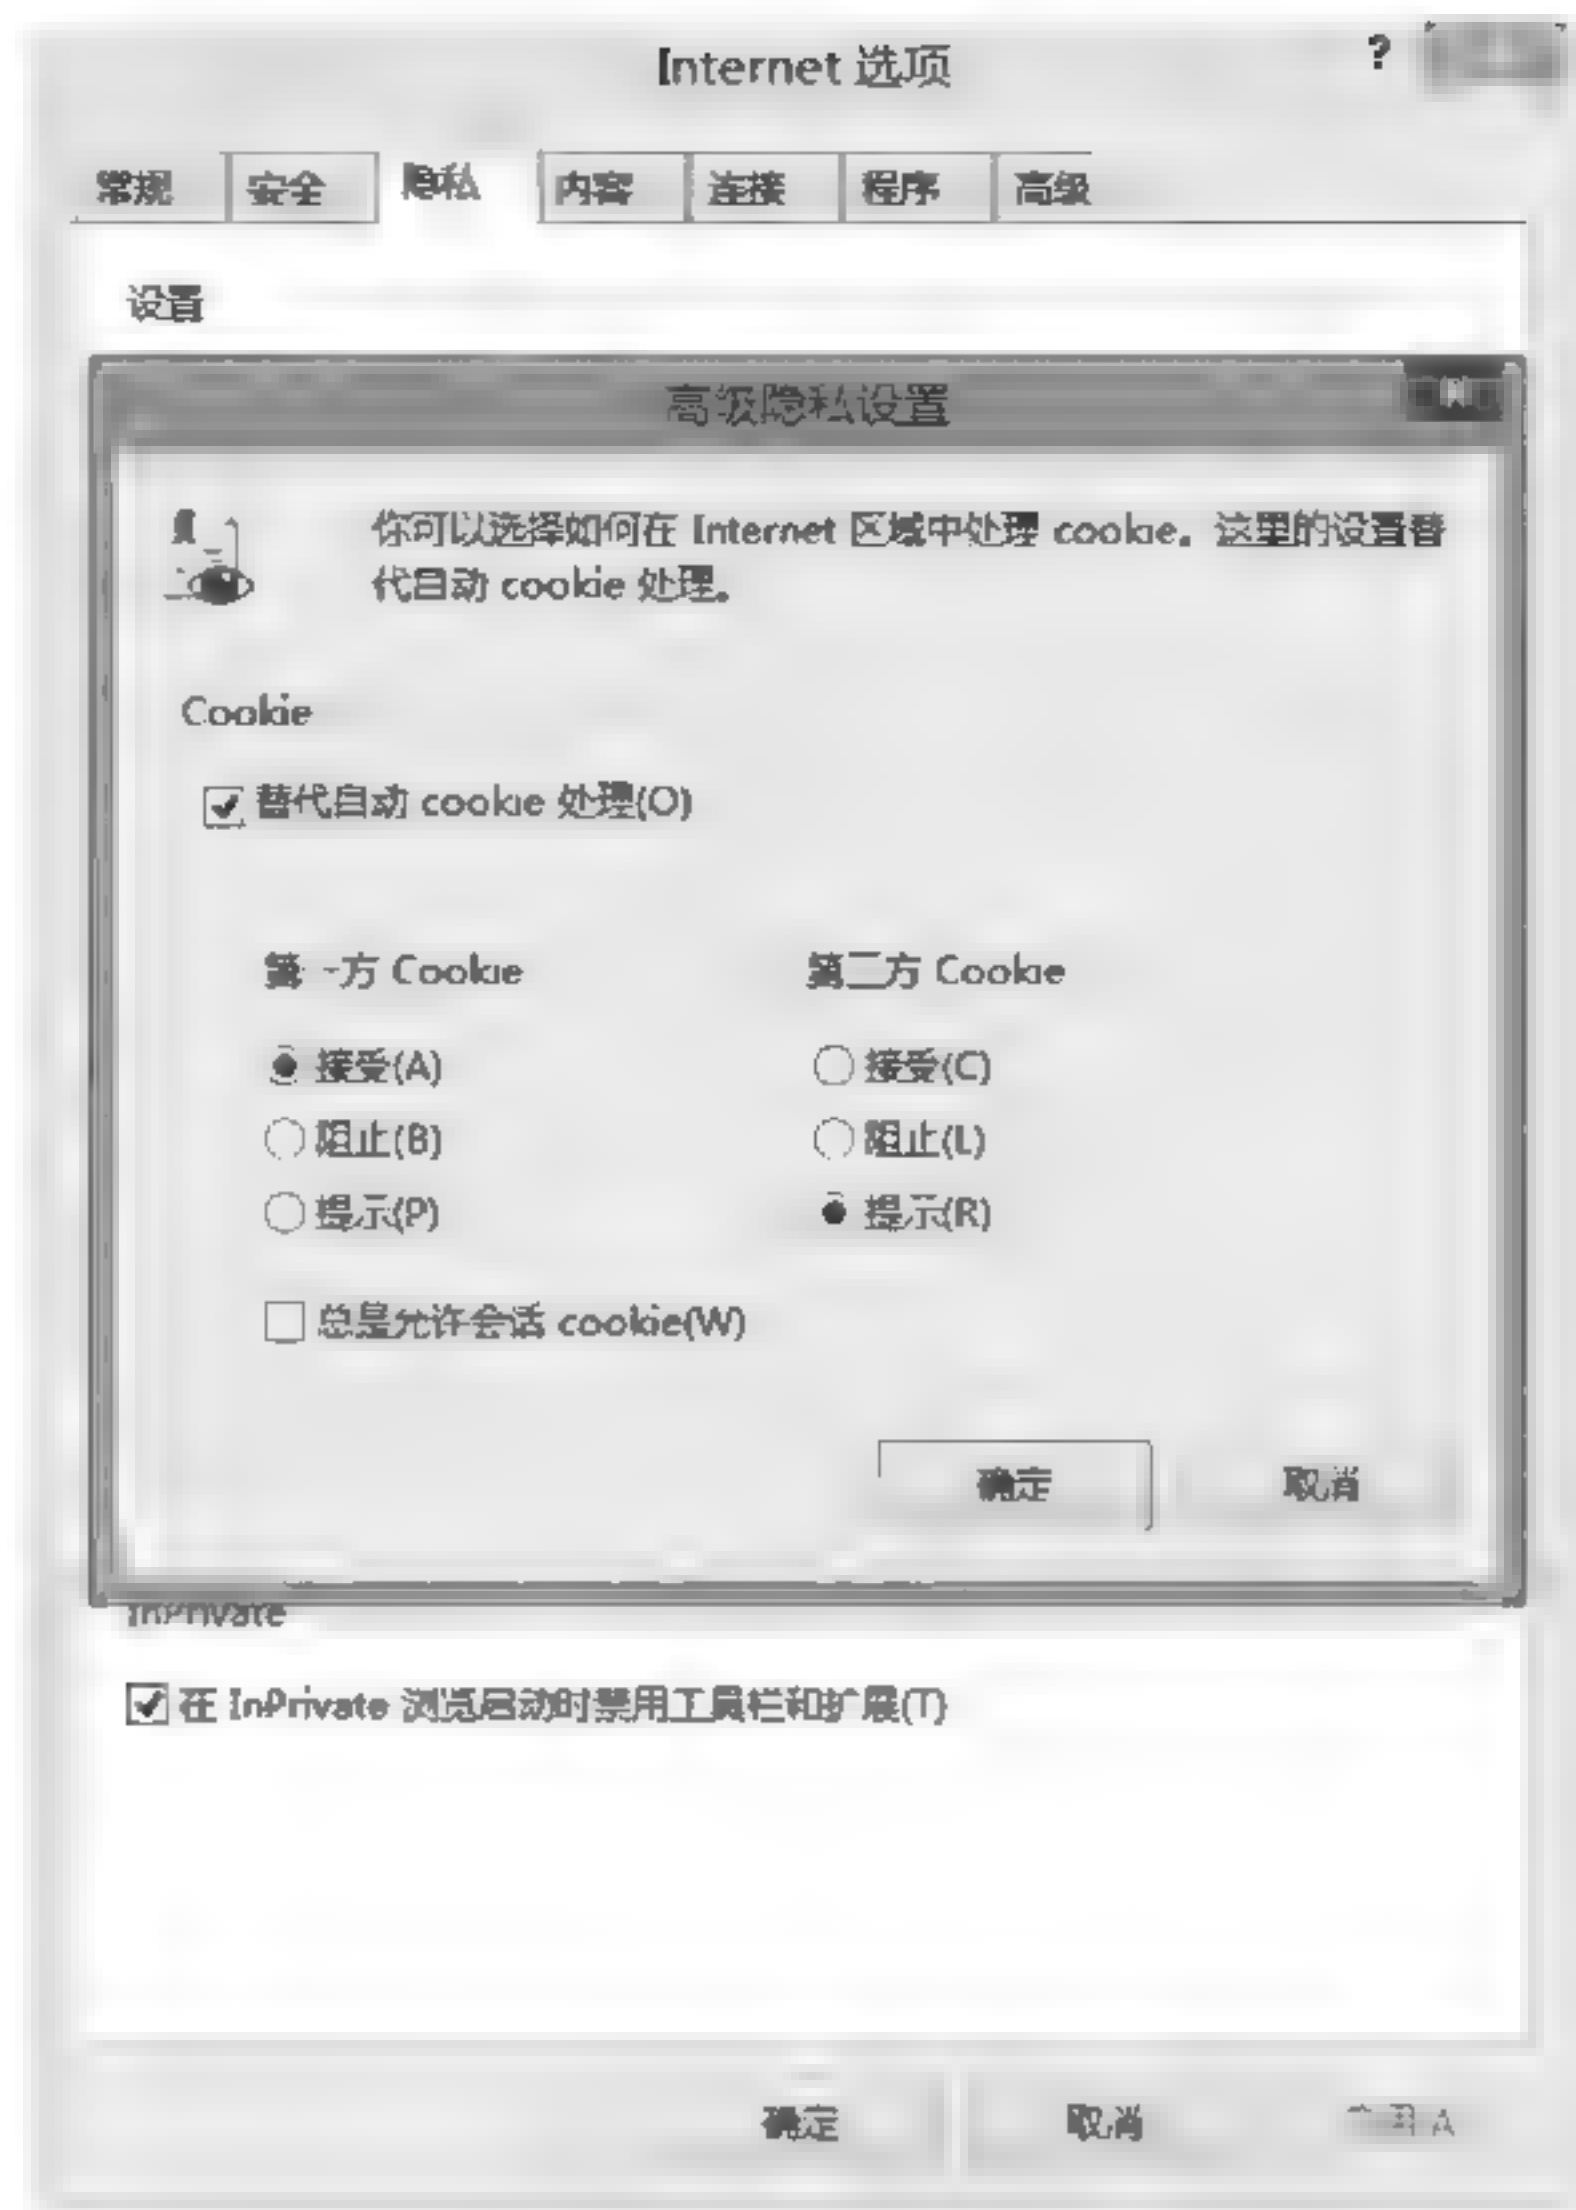 Internet 选项
?
常规 安全 隐私 内容 连接 程序 高级
设置
高级隐私设置
你可以选择如何在 Internet 区域中处理 cookie。这里的设置替
代自动 cookie 处理。
Cookie
替代自动 cookie 处理(O)
第一方 Cookie 第三方 Cookie
接受(A) 接受(C)
阻止(B) 阻止(L)
提示(P) 提示(R)
总是允许会话 cookie(W)
确定 取消
InPrivate
在 InPrivate 浏览启动时禁用工具栏和扩展(T)
确定 取消